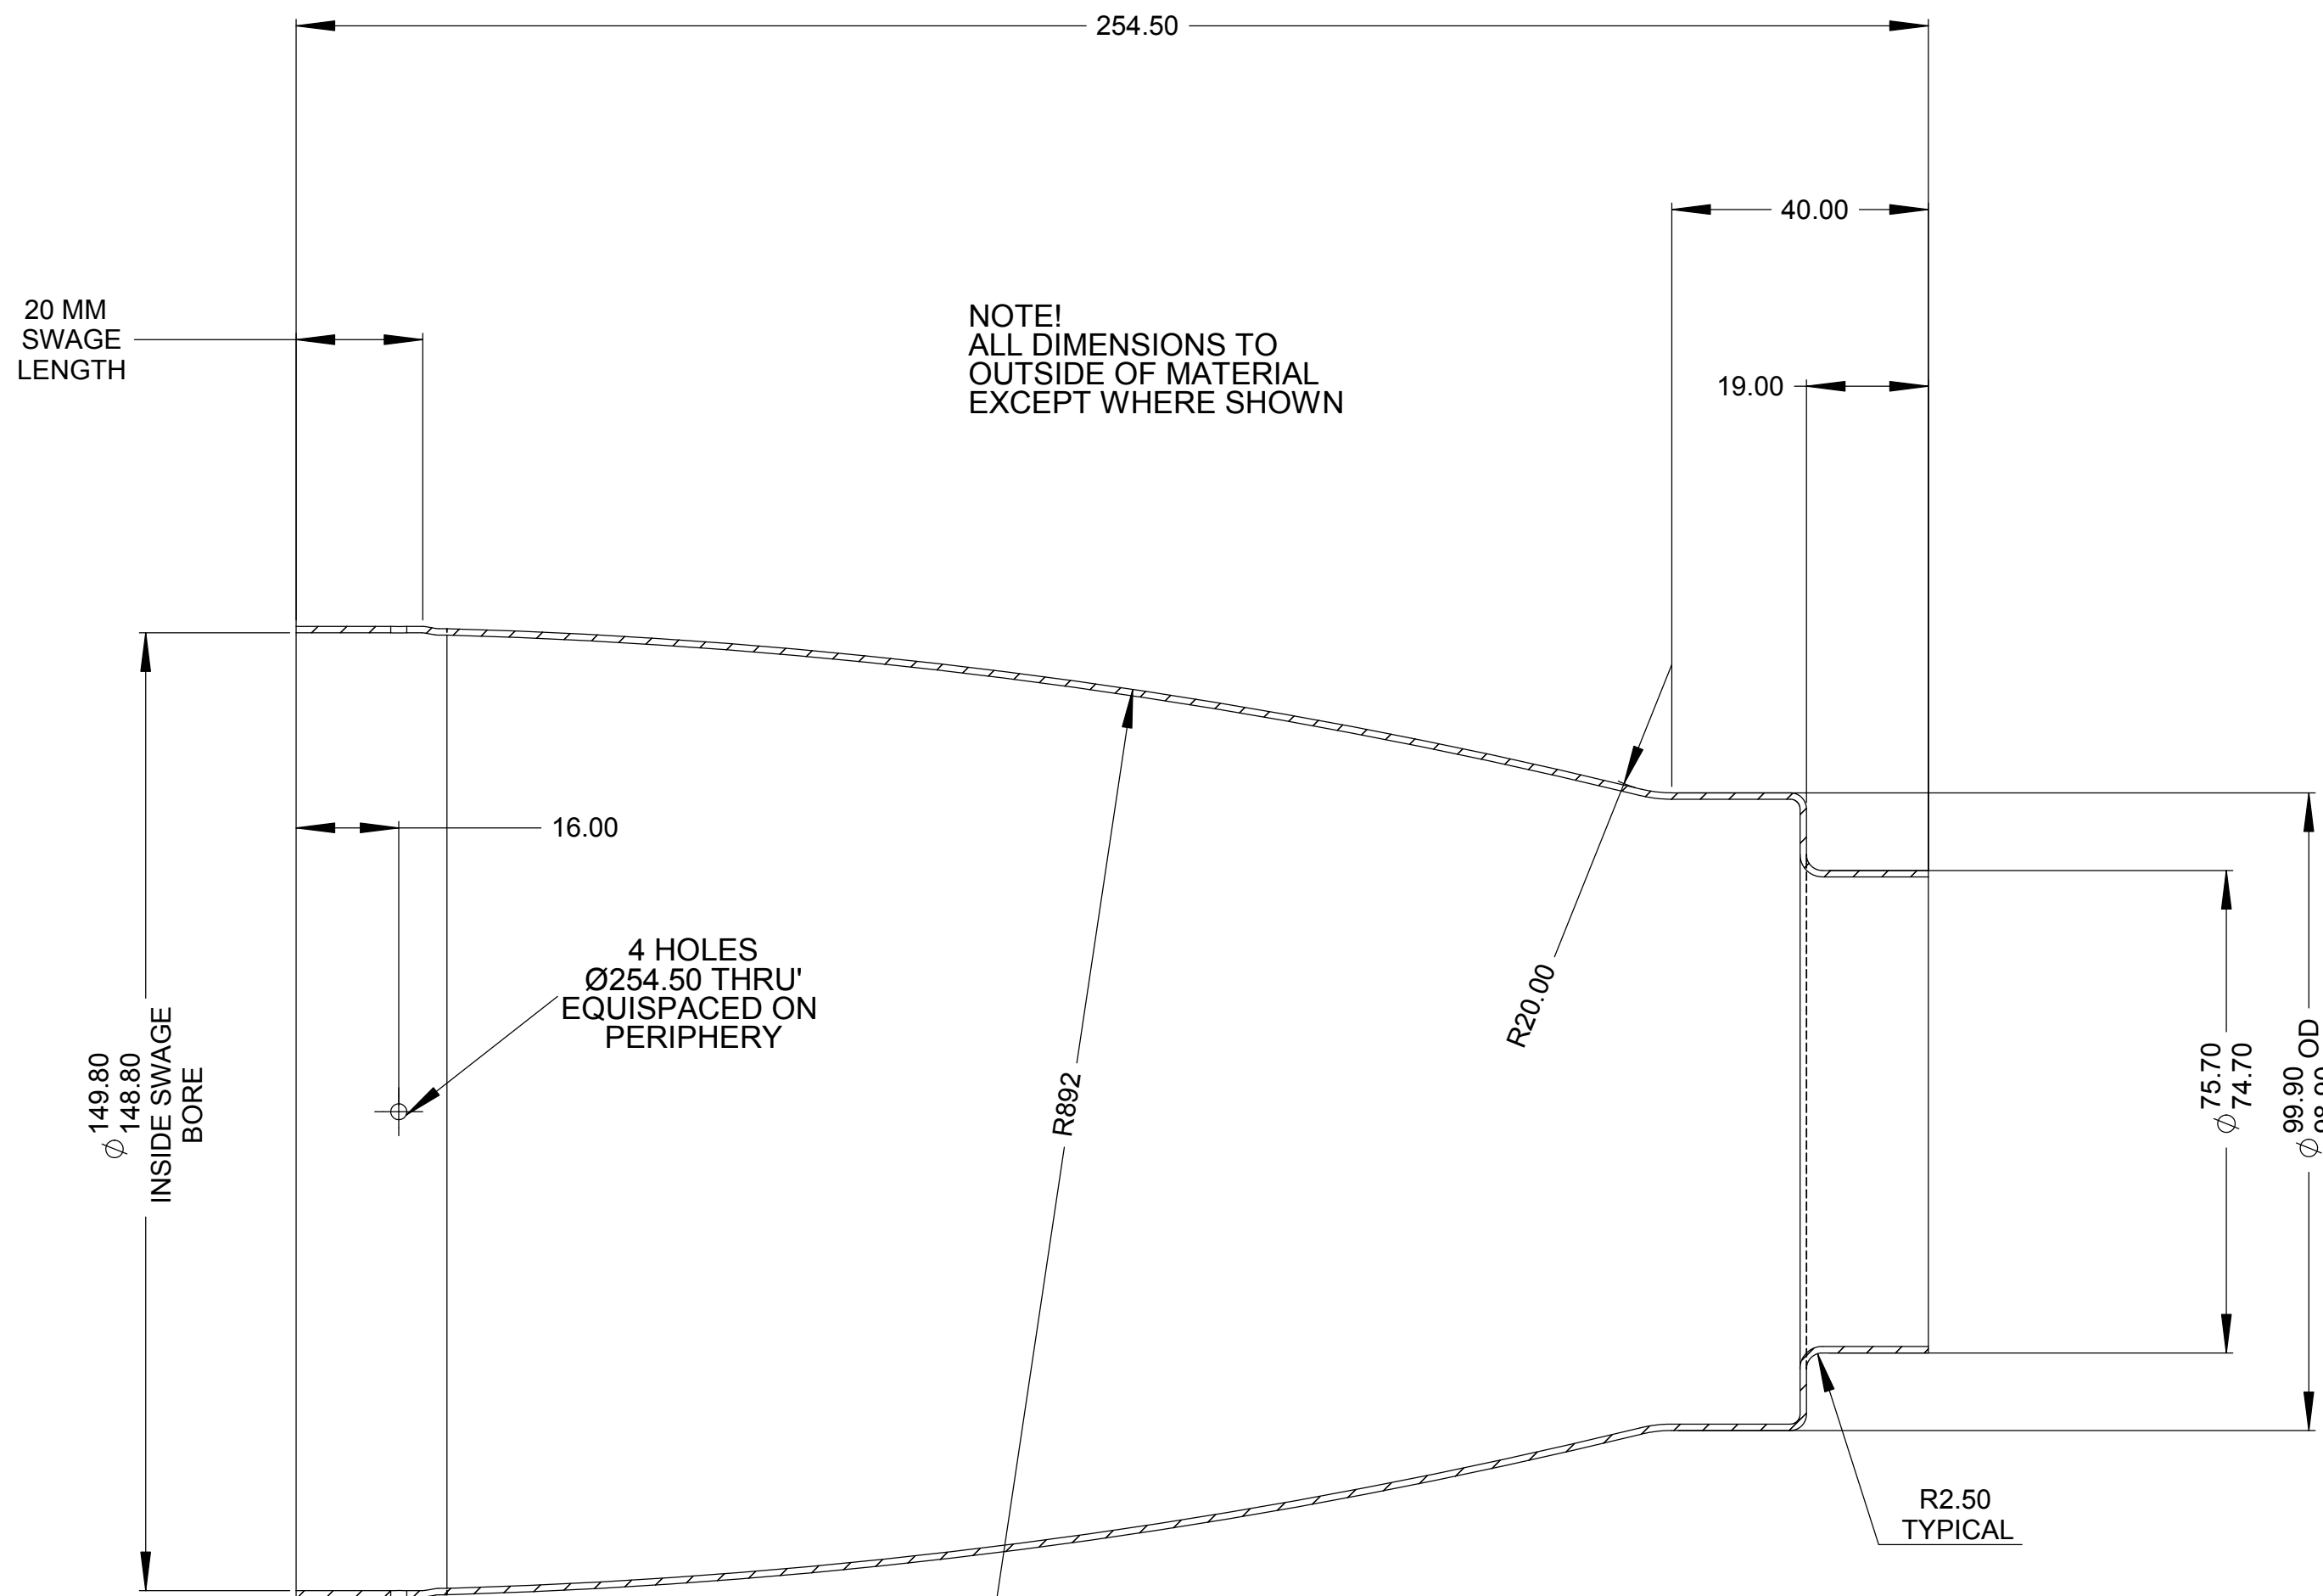 254.50
40.00
20 MM
SWAGE
LENGTH
NOTE!
ALL DIMENSIONS TO
OUTSIDE OF MATERIAL
EXCEPT WHERE SHOWN
19.00
16.00
4 HOLES
Ø254.50 THRU'
EQUISPACED ON
PERIPHERY
R20.00
R892
Ø 149.80
148.80
INSIDE SWAGE
BORE
Ø 75.70
74.70
Ø 99.90 OD
R2.50
TYPICAL